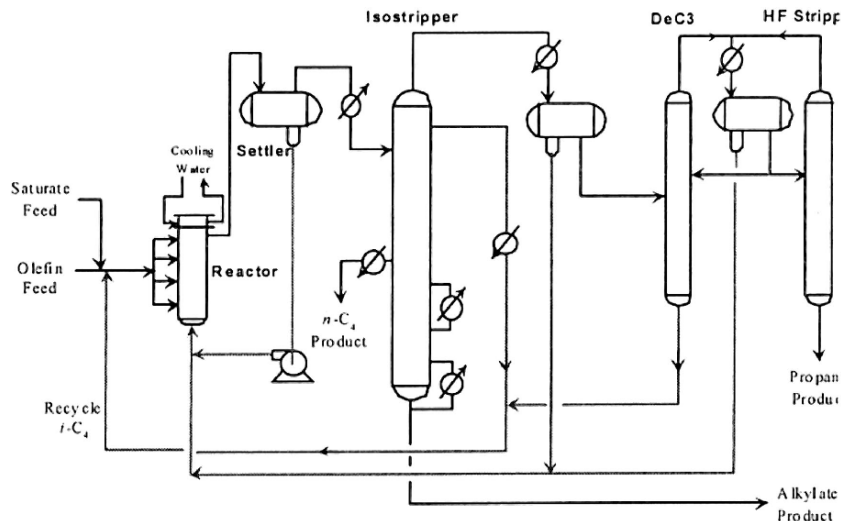 Isostripper
DeC3
HF Stripp
Settler
Cooling
Water
Saturate
Feed
Olefin
Feed
Reactor
n-C4
Product
Recycle
i-C4
Propan
Produc
Alkylate
Product